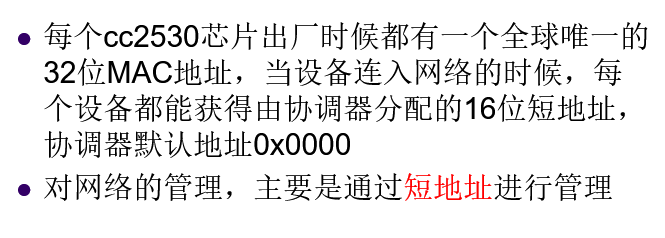 每个cc2530芯片出厂时候都有一个全球唯一的
32位MAC地址，当设备连入网络的时候，每
个设备都能获得由协调器分配的16位短地址，
协调器默认地址0x0000
对网络的管理，主要是通过短地址进行管理